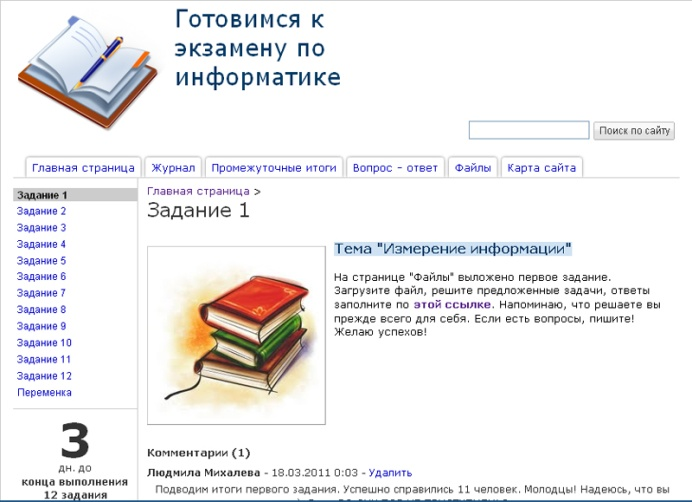 Готовимся к
экзамену по
информатике
Поиск по сайту
Главная страница Журнал Промежуточные итоги Вопрос - ответ Файлы Карта сайта
Задание 1
Задание 2
Задание 3
Задание 4
Задание 5
Задание 6
Задание 7
Задание 8
Задание 9
Задание 10
Задание 11
Задание 12
Переменка
3
дн. до
конца выполнения
12 задания
Главная страница >
Задание 1
Тема "Измерение информации"
На странице "Файлы" выложено первое задание.
Загрузите файл, решите предложенные задачи, ответы
заполните по этой ссылке. Напоминаю, что решаете вы
прежде всего для себя. Если есть вопросы, пишите!
Желаю успехов!
Комментарии (1)
Людмила Михалева - 18.03.2011 0:03 - Удалить
Подводим итоги первого задания. Успешно справились 11 человек. Молодцы! Надеюсь, что вы